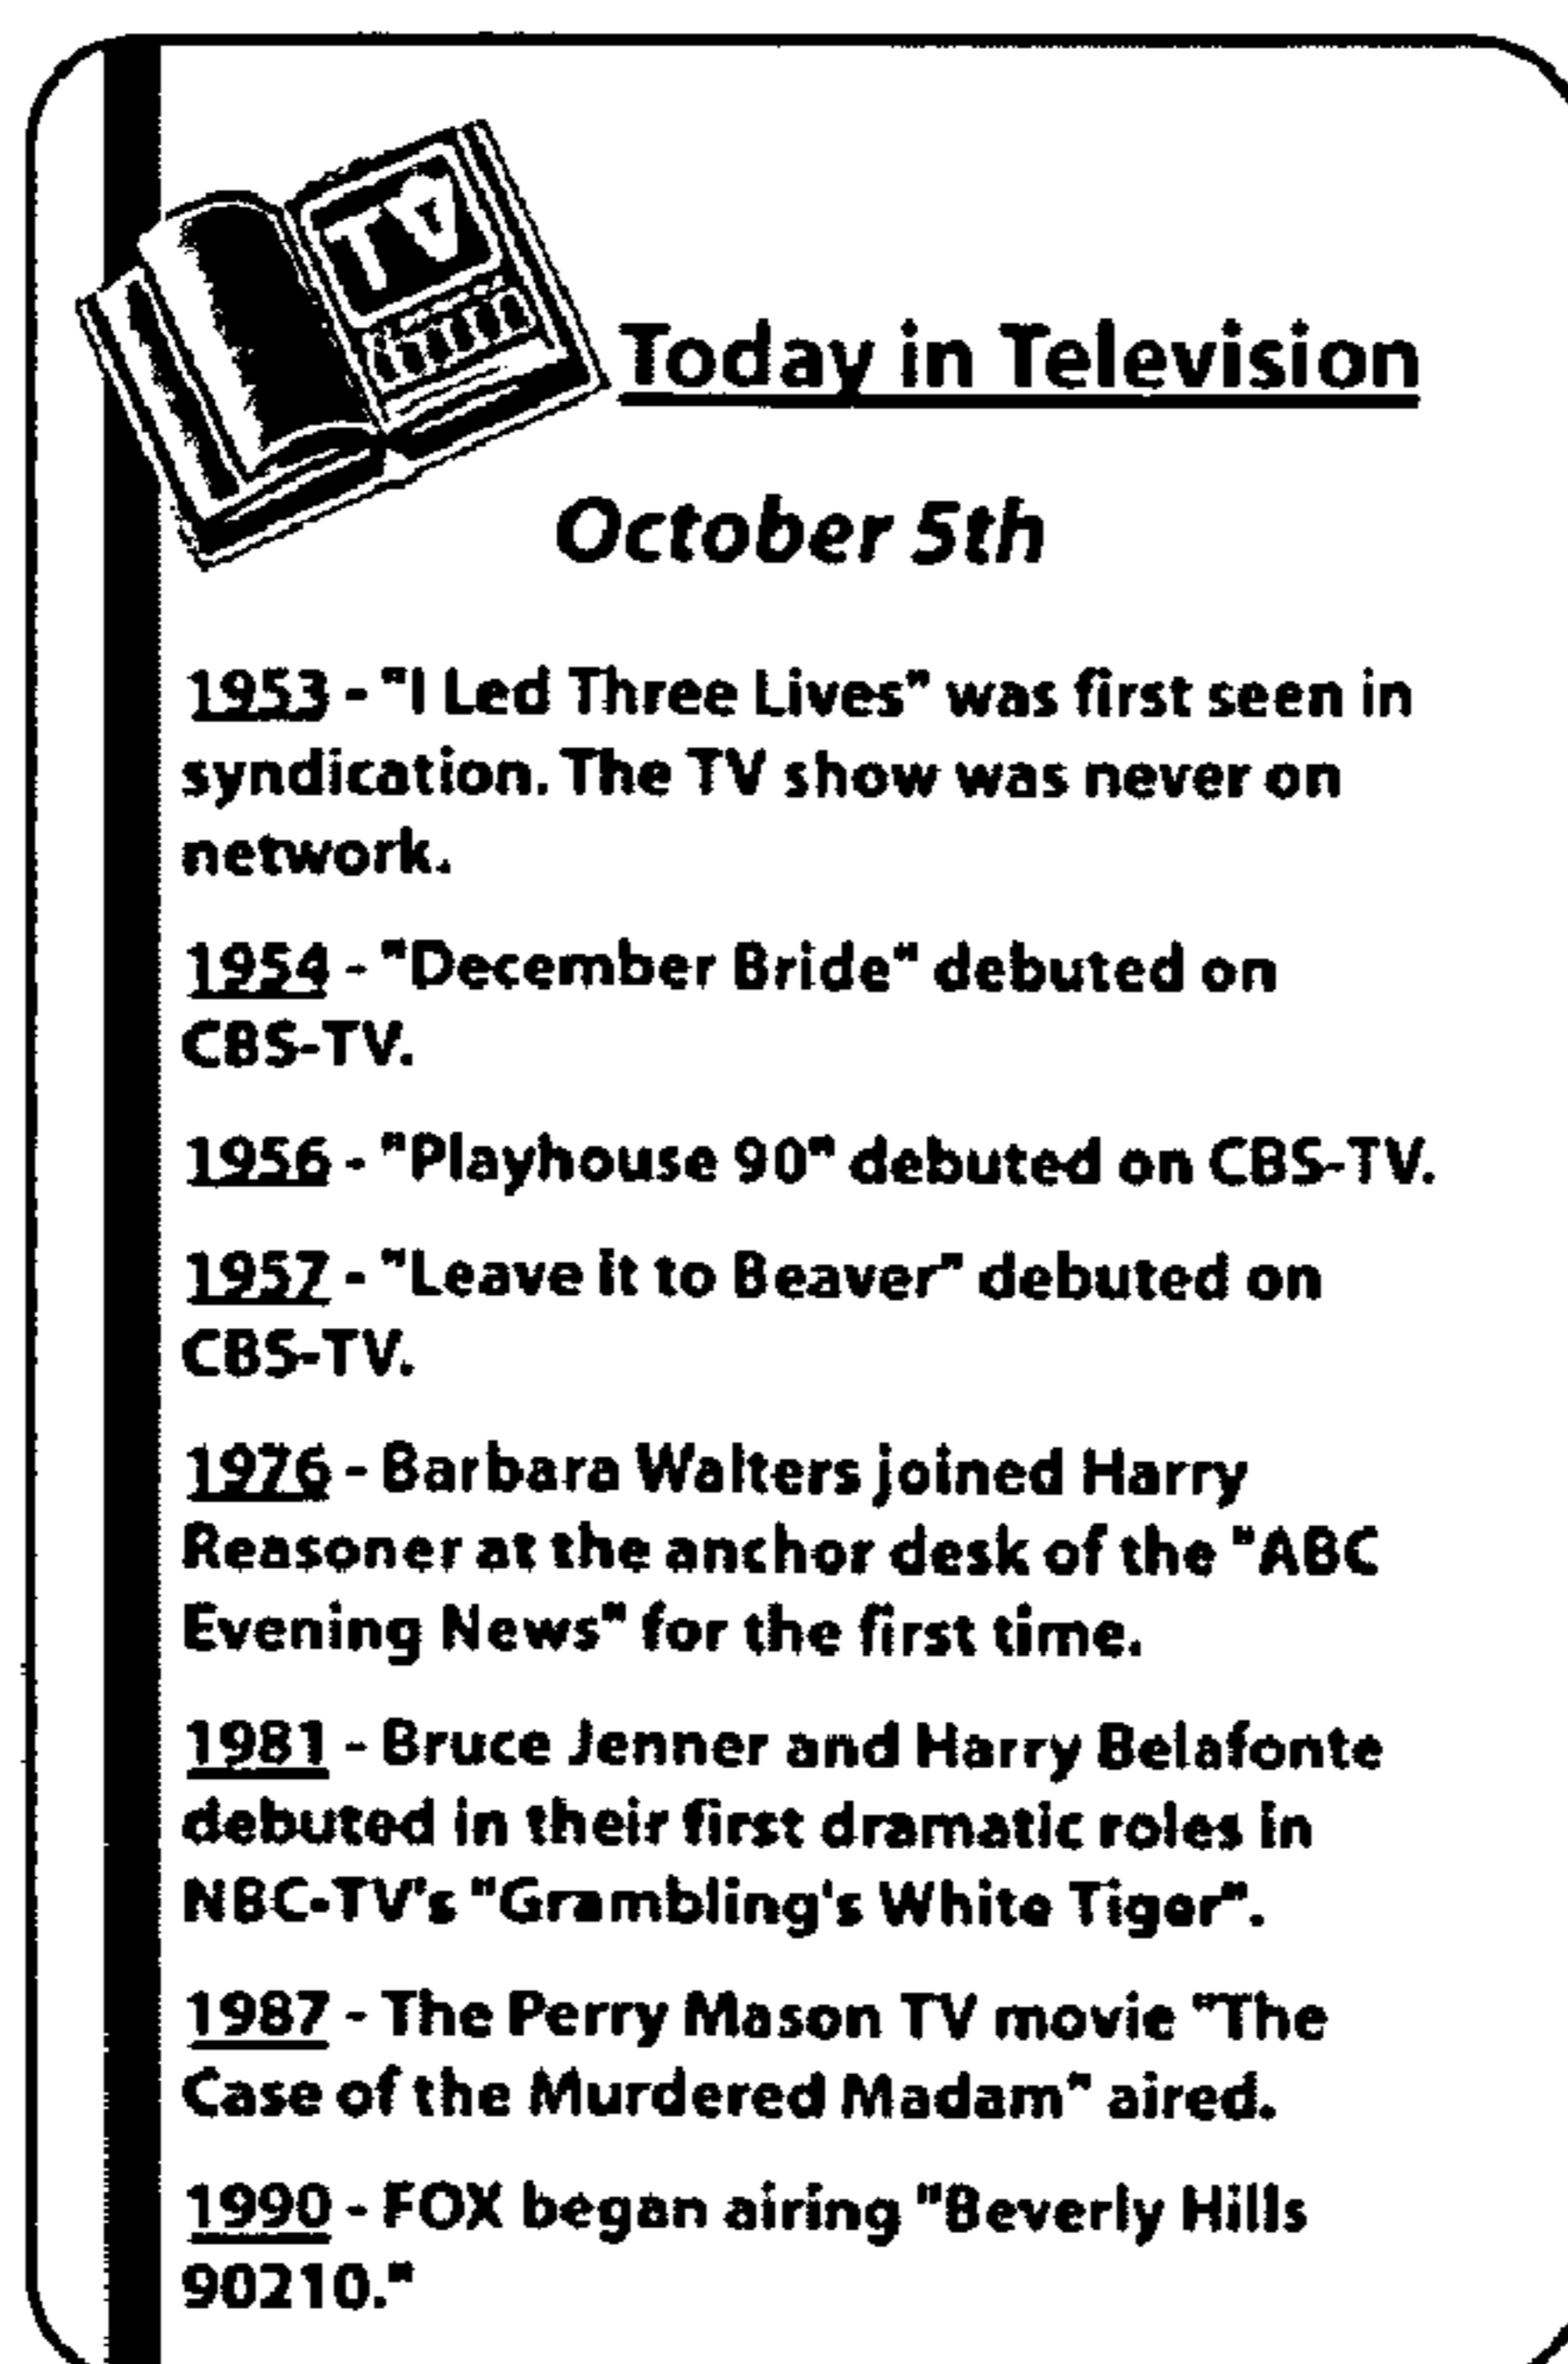 TV
Today in Television
October 5th
1953 - "I Led Three Lives" was first seen in
syndication. The TV show was never on
network.
1954 - "December Bride" debuted on
CBS-TV.
1956 - "Playhouse 90" debuted on CBS-TV.
1957 - "Leave it to Beaver" debuted on
CBS-TV.
1976 - Barbara Walters joined Harry
Reasoner at the anchor desk of the "ABC
Evening News" for the first time.
1981 - Bruce Jenner and Harry Belafonte
debuted in their first dramatic roles in
NBC-TV's "Grambling's White Tiger".
1987 - The Perry Mason TV movie "The
Case of the Murdered Madam" aired.
1990 - FOX began airing "Beverly Hills
90210."